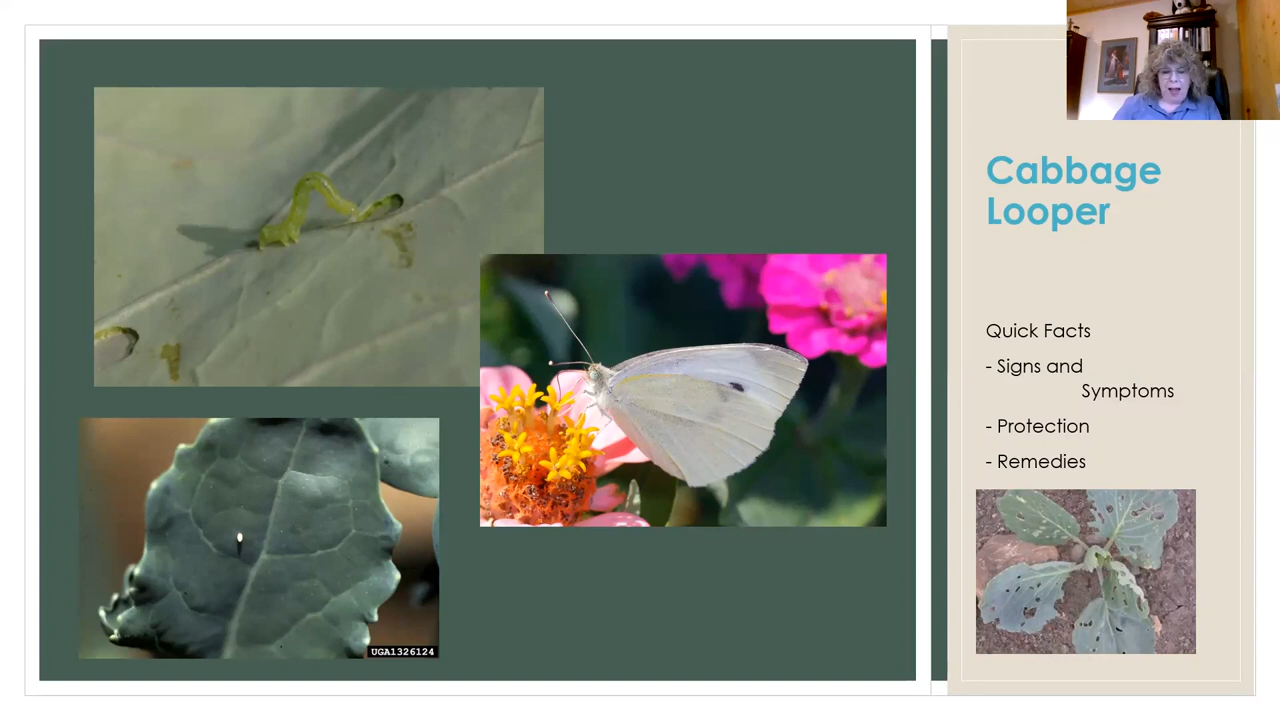 Cabbage
Looper
Quick Facts
- Signs and
Symptoms
- Protection
- Remedies
UGA1326124